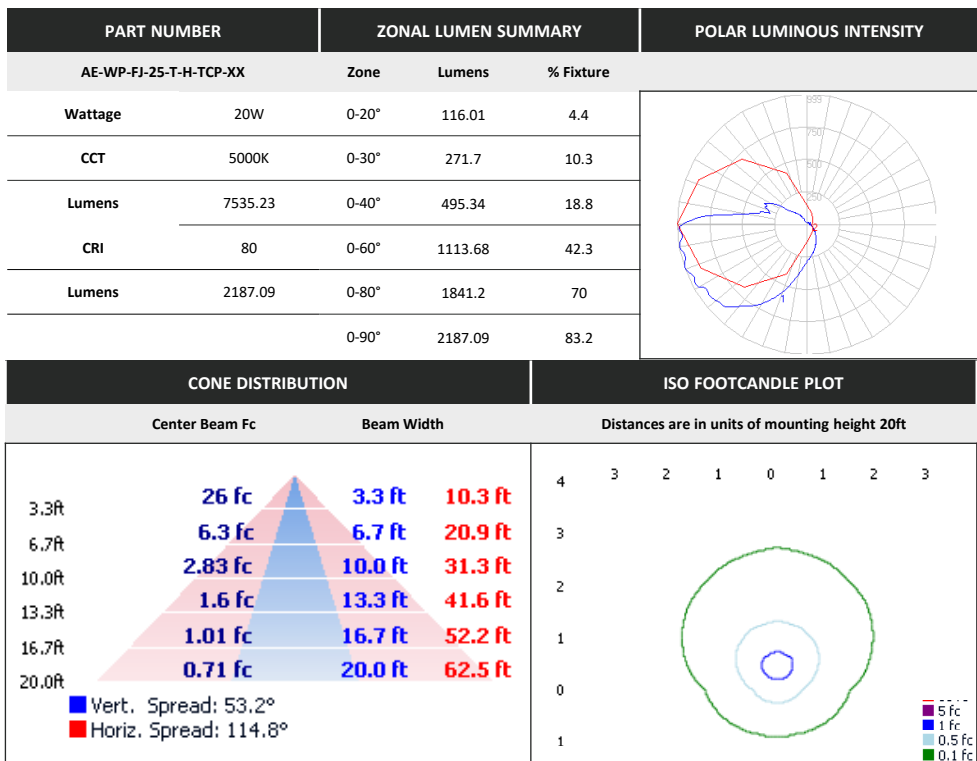 PART NUMBER
ZONAL LUMEN SUMMARY
POLAR LUMINOUS INTENSITY
AE-WP-FJ-25-T-H-TCP-XX
Zone Lumens % Fixture
Wattage 20W
0-20° 116.01 4.4
CCT 5000K
0-30° 271.7 10.3
Lumens 7535.23
0-40° 495.34 18.8
CRI 80
0-60° 1113.68 42.3
Lumens 2187.09
0-80° 1841.2 70
0-90° 2187.09 83.2
999
750
500
250
1
CONE DISTRIBUTION
ISO FOOTCANDLE PLOT
Center Beam Fc Beam Width
Distances are in units of mounting height 20ft
3.3ft 26 fc 3.3 ft 10.3 ft
6.7ft 6.3 fc 6.7 ft 20.9 ft
10.0ft 2.83 fc 10.0 ft 31.3 ft
13.3ft 1.6 fc 13.3 ft 41.6 ft
16.7ft 1.01 fc 16.7 ft 52.2 ft
20.0ft 0.71 fc 20.0 ft 62.5 ft
Vert. Spread: 53.2°
Horiz. Spread: 114.8°
3 2 1 0 1 2 3
4
3
2
1
0
1
5 fc
1 fc
0.5 fc
0.1 fc